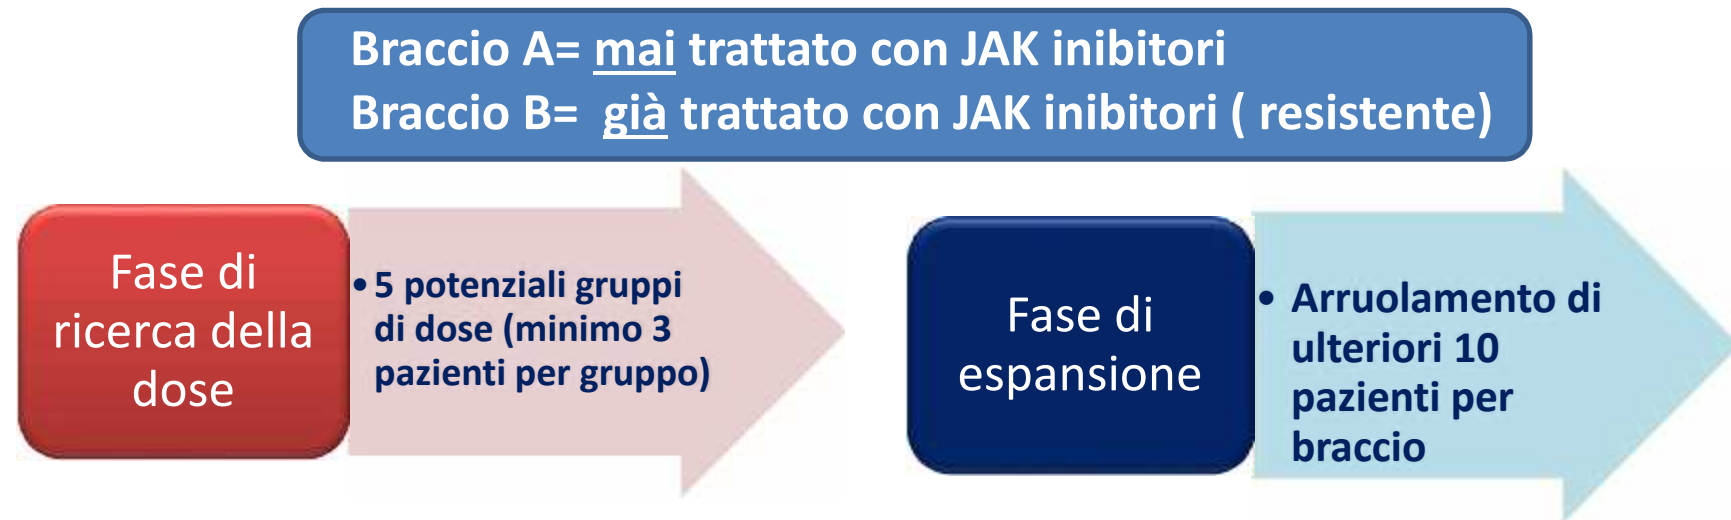 Braccio A= mai trattato con JAK inibitori
Braccio B= già trattato con JAK inibitori ( resistente)
Fase di
ricerca della
dose
• 5 potenziali gruppi
di dose (minimo 3
pazienti per gruppo)
Fase di
espansione
• Arruolamento di
ulteriori 10
pazienti per
braccio